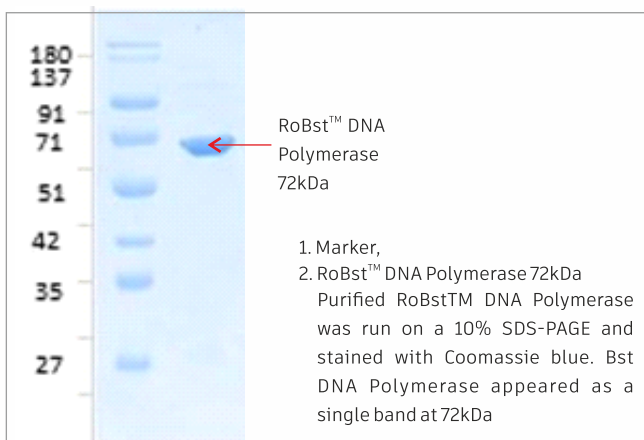 180
137
91
71
51
42
35
27
RoBst™ DNA
Polymerase
72kDa
1. Marker,
2. RoBst™ DNA Polymerase 72kDa
Purified RoBstTM DNA Polymerase
was run on a 10% SDS-PAGE and
stained with Coomassie blue. Bst
DNA Polymerase appeared as a
single band at 72kDa